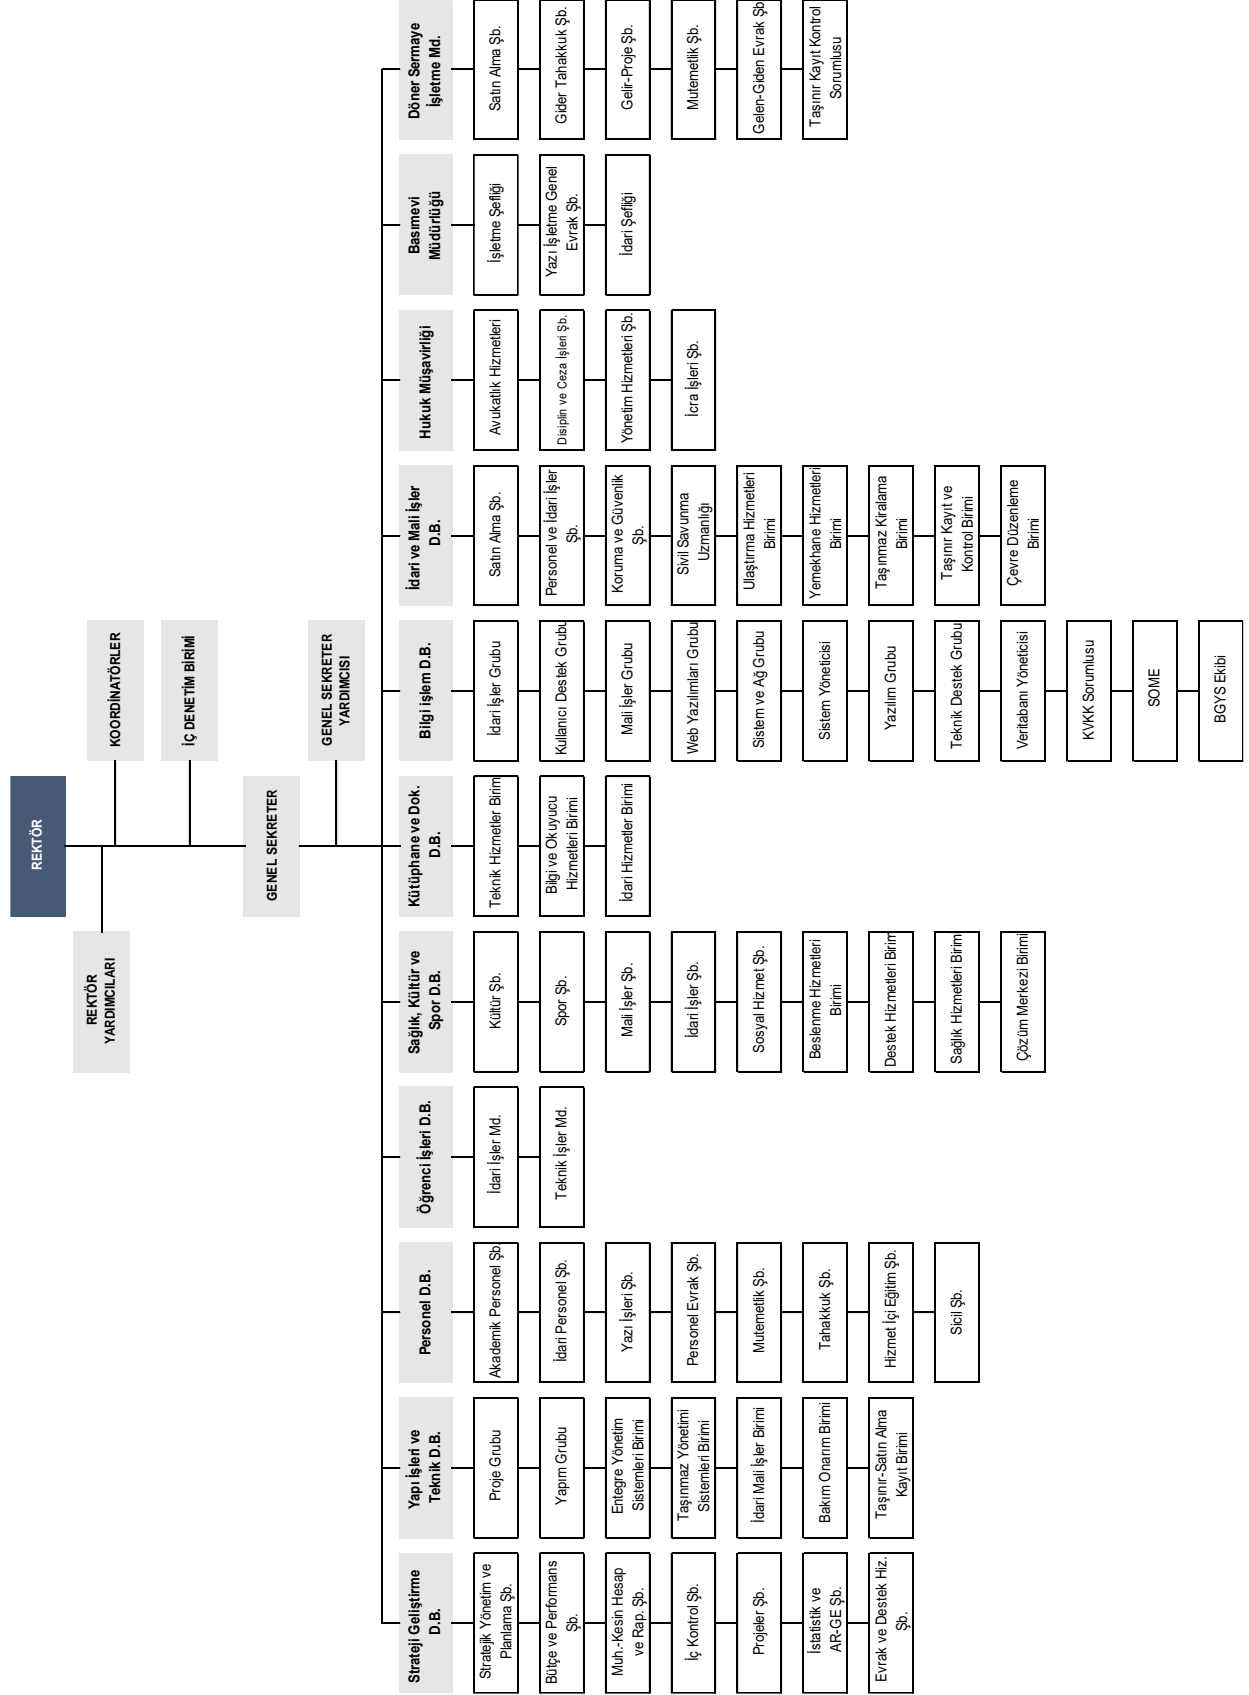 REKTÖR
REKTÖR
YARDIMCILARI
KOORDİNATÖRLER
İÇ DENETİM BİRİMİ
GENEL SEKRETER
GENEL SEKRETER
YARDIMCISI
Strateji Geliştirme
D.B.
Stratejik Yönetim ve
Planlama Şb.
Bütçe ve Performans
Şb.
Muh.-Kesin Hesap
ve Rap. Şb.
İç Kontrol Şb.
Projeler Şb.
İstatistik ve
AR-GE Şb.
Evrak ve Destek Hiz.
Şb.
Yapı İşleri ve
Teknik D.B.
Proje Grubu
Yapım Grubu
Entegre Yönetim
Sistemleri Birimi
Taşınmaz Yönetimi
Sistemleri Birimi
İdari Mali İşler Birimi
Bakım Onarım Birimi
Taşınır-Satın Alma
Kayıt Birimi
Personel D.B.
Akademik Personel Şb.
İdari Personel Şb.
Yazı İşleri Şb.
Personel Evrak Şb.
Mutemetlik Şb.
Tahakkuk Şb.
Hizmet İçi Eğitim Şb.
Sicil Şb.
Öğrenci İşleri D.B.
İdari İşler Md.
Teknik İşler Md.
Sağlık, Kültür ve
Spor D.B.
Kültür Şb.
Spor Şb.
Mali İşler Şb.
İdari İşler Şb.
Sosyal Hizmet Şb.
Beslenme Hizmetleri
Birimi
Destek Hizmetleri Birim
Sağlık Hizmetleri Birim
Çözüm Merkezi Birimi
Kütüphane ve Dok.
D.B.
Teknik Hizmetler Birim
Bilgi ve Okuyucu
Hizmetleri Birimi
İdari Hizmetler Birimi
Bilgi işlem D.B.
İdari İşler Grubu
Kullanıcı Destek Grubu
Mali İşler Grubu
Web Yazılımları Grubu
Sistem ve Ağ Grubu
Sistem Yöneticisi
Yazılım Grubu
Teknik Destek Grubu
Veritabanı Yöneticisi
KVKK Sorumlusu
SOME
BGYS Ekibi
İdari ve Mali İşler
D.B.
Satın Alma Şb.
Personel ve İdari İşler
Şb.
Koruma ve Güvenlik
Şb.
Sivil Savunma
Uzmanlığı
Ulaştırma Hizmetleri
Birimi
Yemekhane Hizmetleri
Birimi
Taşınmaz Kiralama
Birimi
Taşınır Kayıt ve
Kontrol Birimi
Çevre Düzenleme
Birimi
Hukuk Müşavirliği
Avukatlık Hizmetleri
Disiplin ve Ceza İşleri Şb.
Yönetim Hizmetleri Şb.
İcra İşleri Şb.
Basımevi
Müdürlüğü
İşletme Şefliği
Yazı İşletme Genel
Evrak Şb.
İdari Şefliği
Döner Sermaye
İşletme Md.
Satın Alma Şb.
Gider Tahakkuk Şb.
Gelir-Proje Şb.
Mutemetlik Şb.
Gelen-Giden Evrak Şb
Taşınır Kayıt Kontrol
Sorumlusu